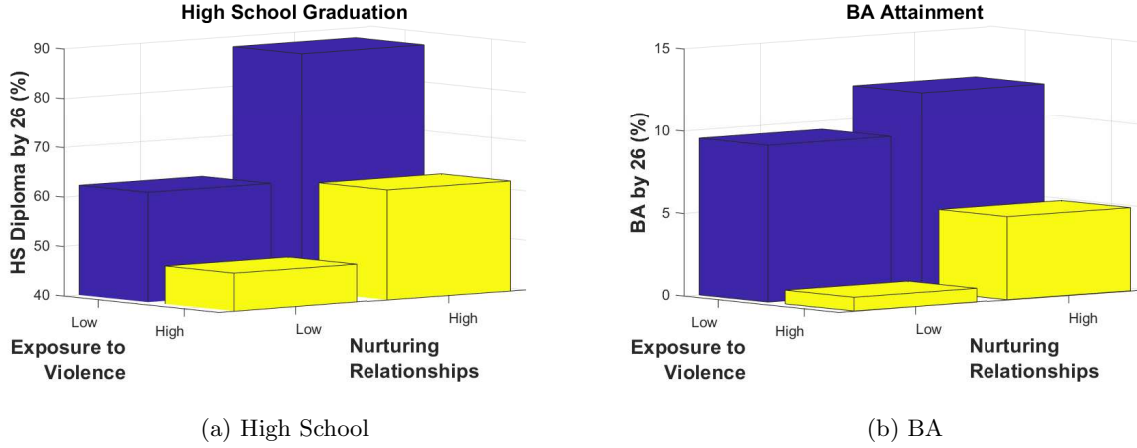 High School Graduation
HS Diploma by 26 (%)
90
80
70
60
50
40
Low
High
Low
High
Exposure to
Violence
Nurturing
Relationships
(a) High School
BA Attainment
BA by 26 (%)
15
10
5
0
Low
High
Low
High
Exposure to
Violence
Nurturing
Relationships
(b) BA